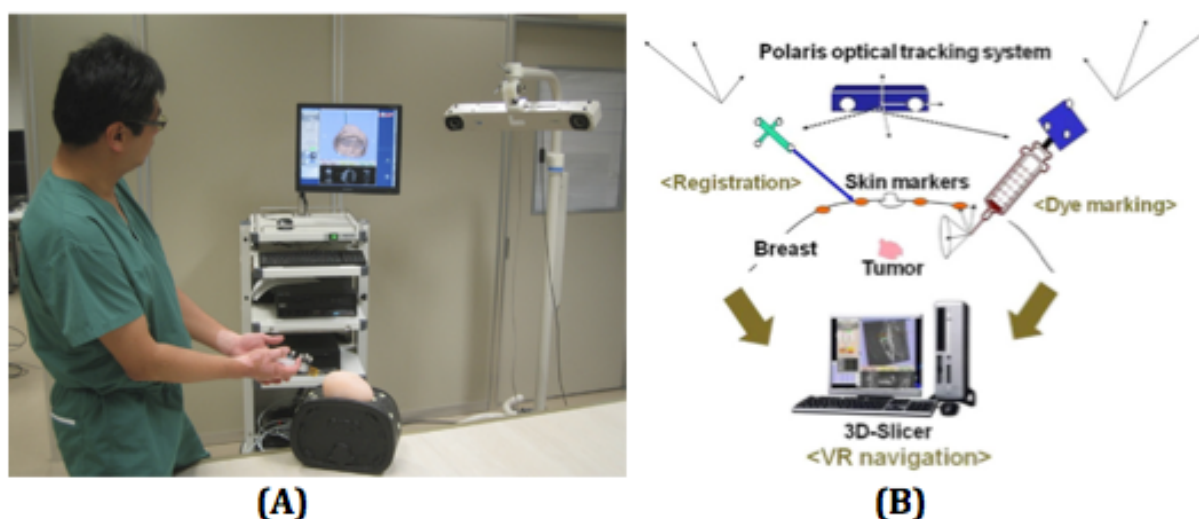 Polaris optical tracking system
<Registration>
Skin markers
<Dye marking>
Breast
Tumor
3D-Slicer
<VR navigation>
(A)
(B)